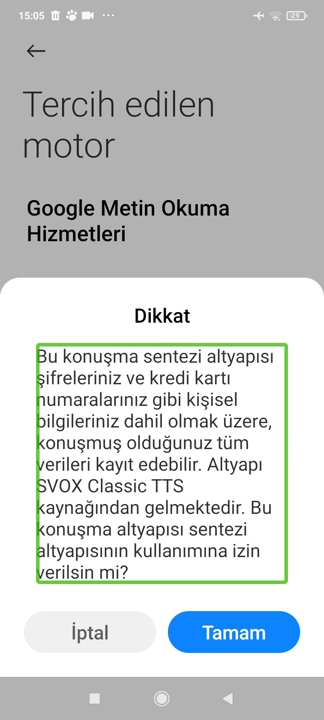 15:05
89
Tercih edilen
motor
Google Metin Okuma
Hizmetleri
Dikkat
Bu konuşma sentezi altyapısı
şifreleriniz ve kredi kartı
numaralarınız gibi kişisel
bilgileriniz dahil olmak üzere,
konuşmuş olduğunuz tüm
verileri kayıt edebilir. Altyapı
SVOX Classic TTS
kaynağından gelmektedir. Bu
konuşma altyapısı sentezi
altyapısının kullanımına izin
verilsin mi?
İptal
Tamam